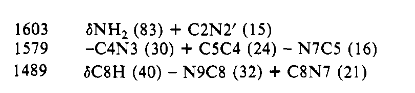 1603 δNH₂ (83) + C2N2′ (15)
1579 −C4N3 (30) + C5C4 (24) − N7C5 (16)
1489 δC8H (40) − N9C8 (32) + C8N7 (21)